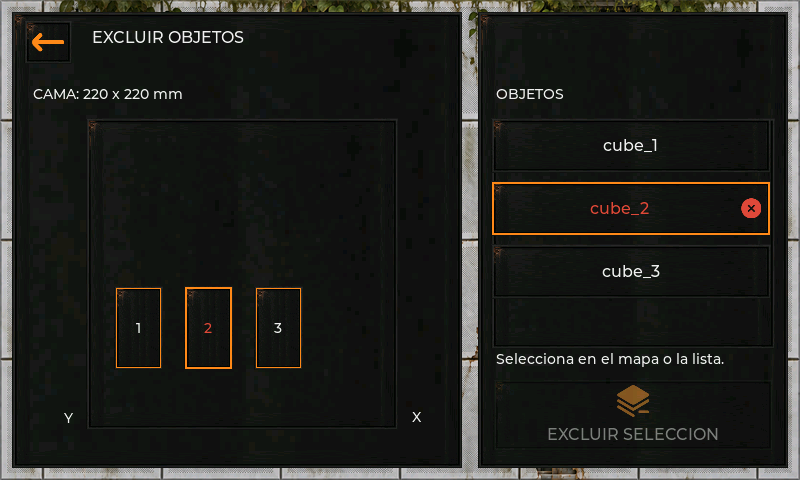 EXCLUIR OBJETOS
CAMA: 220 x 220 mm
1
2
3
Y
X
OBJETOS
cube_1
cube_2
cube_3
Selecciona en el mapa o la lista.
EXCLUIR SELECCION